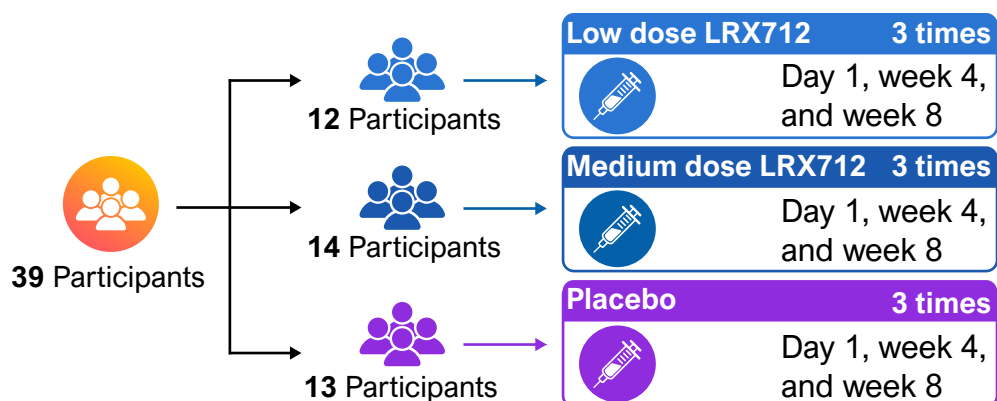 Low dose LRX712 3 times
Day 1, week 4,
and week 8
12 Participants
Medium dose LRX712 3 times
Day 1, week 4,
and week 8
14 Participants
39 Participants
Placebo 3 times
Day 1, week 4,
and week 8
13 Participants